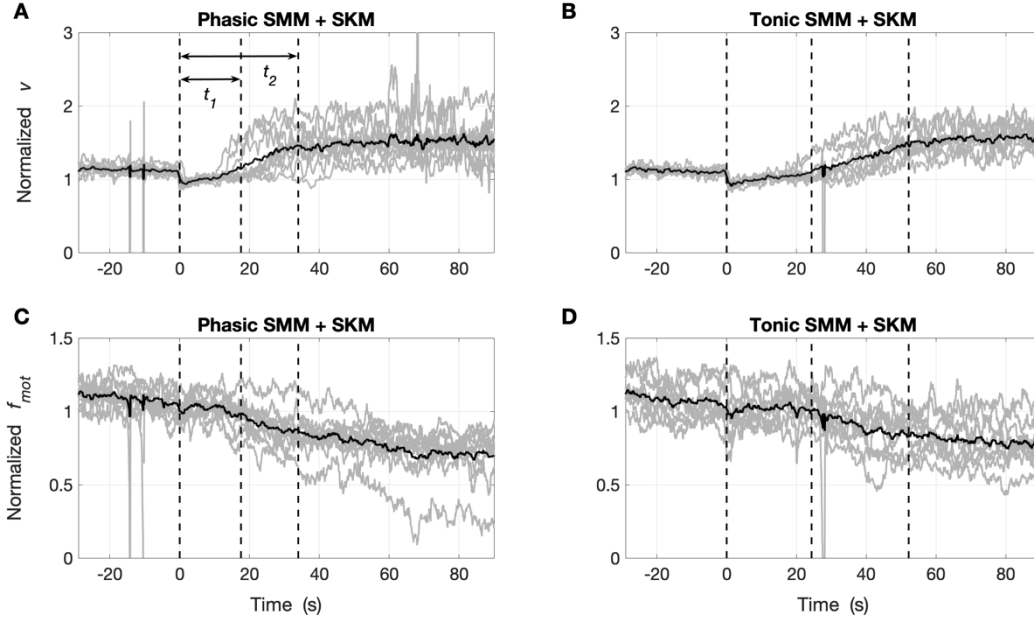 A
Phasic SMM + SKM
3
2
1
0
Normalized v
t1
t2
-20 0 20 40 60 80
B
Tonic SMM + SKM
3
2
1
0
-20 0 20 40 60 80
C
Phasic SMM + SKM
1.5
1
0.5
0
Normalized fmot
-20 0 20 40 60 80
Time (s)
D
Tonic SMM + SKM
1.5
1
0.5
0
-20 0 20 40 60 80
Time (s)